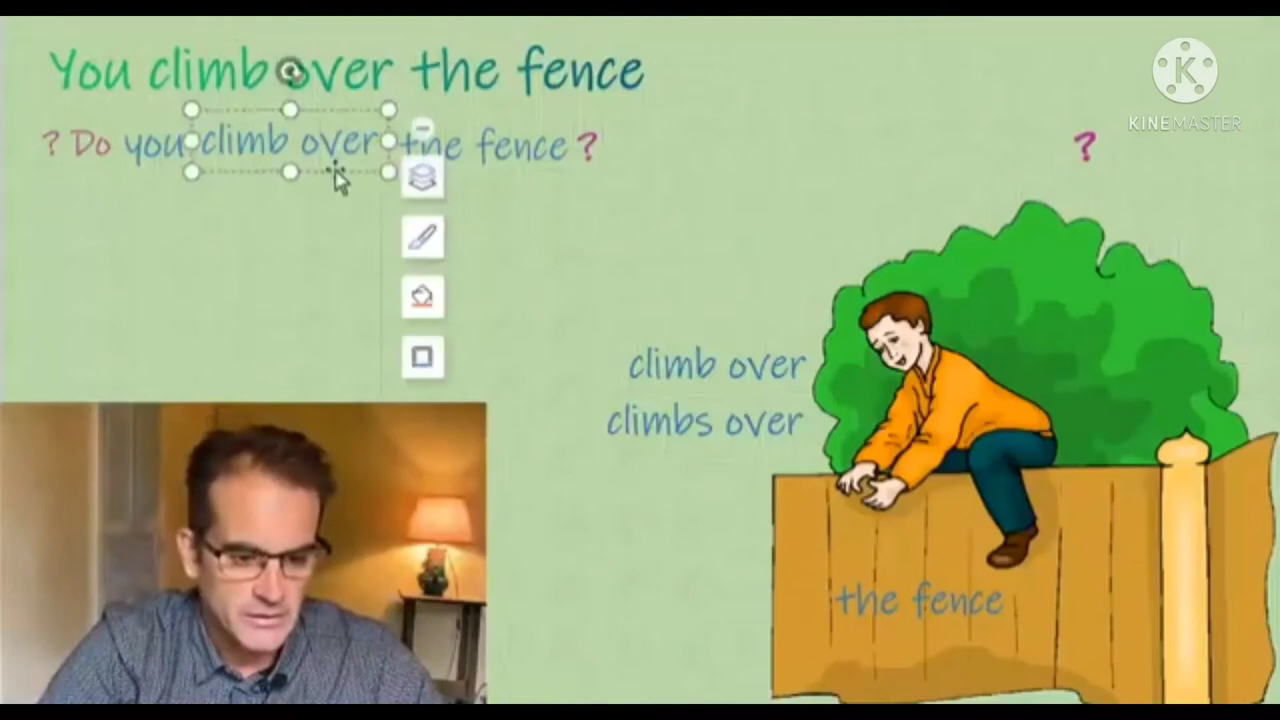 You climb over the fence
? Do you climb over the fence ?
?
K
KINEMASTER
climb over
climbs over
the fence